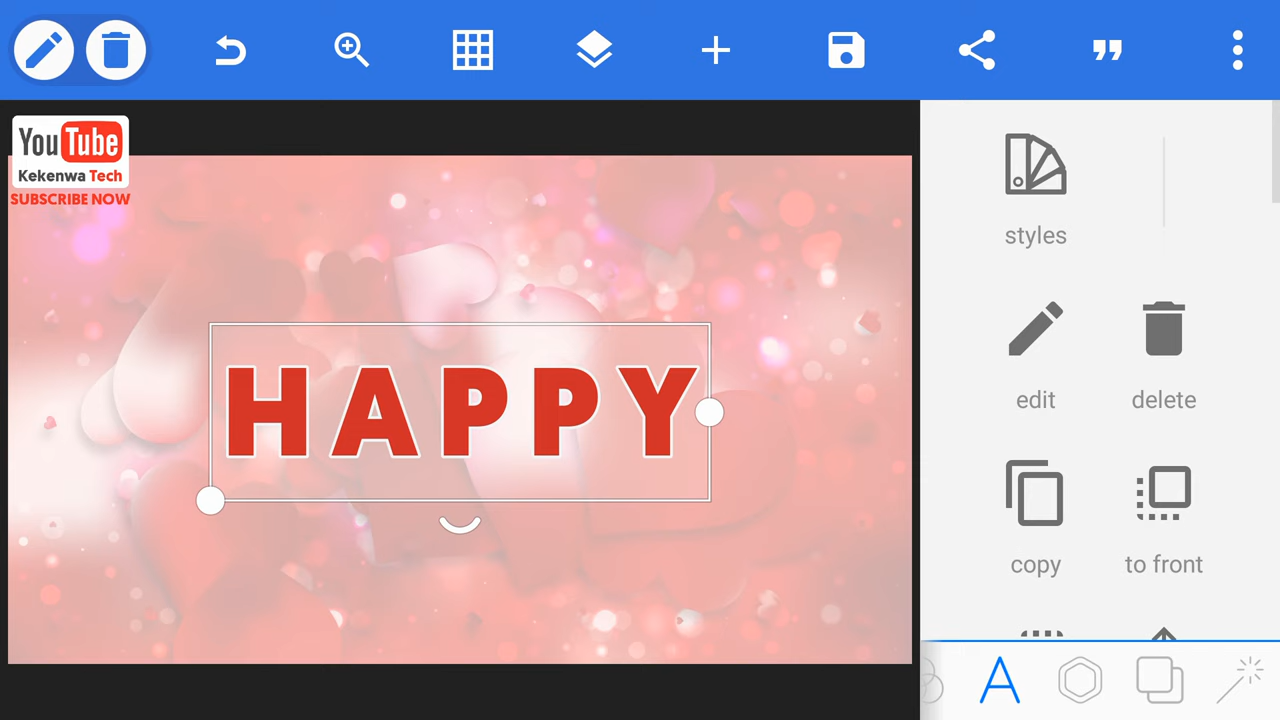 YouTube
Kekenwa Tech
SUBSCRIBE NOW
HAPPY
styles
edit
delete
copy
to front